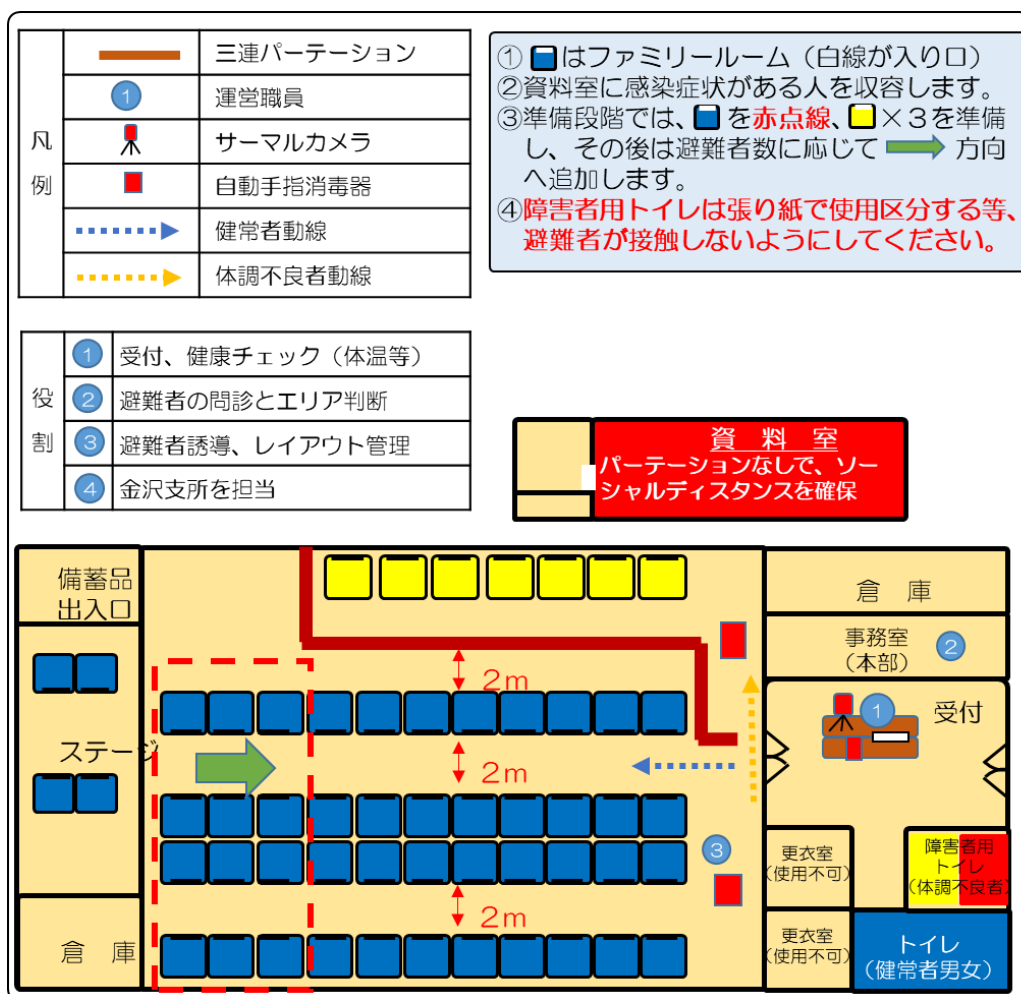 凡例
三連パーテーション
① 運営職員
サーマルカメラ
自動手指消毒器
健常者動線
体調不良者動線
① はファミリールーム（白線が入り口）
②資料室に感染症状がある人を収容します。
③準備段階では、 を赤点線、 ×３を準備
し、その後は避難者数に応じて 方向
へ追加します。
④障害者用トイレは張り紙で使用区分する等、
避難者が接触しないようにしてください。
役割
① 受付、健康チェック（体温等）
② 避難者の問診とエリア判断
③ 避難者誘導、レイアウト管理
④ 金沢支所を担当
資料室
パーテーションなしで、ソー
シャルディスタンスを確保
備蓄品
出入口
倉庫
事務室
（本部）
②
２ｍ
①
受付
ステージ
２ｍ
③
更衣室
（使用不可）
障害者用
トイレ
（体調不良者）
２ｍ
倉庫
更衣室
（使用不可）
トイレ
（健常者男女）